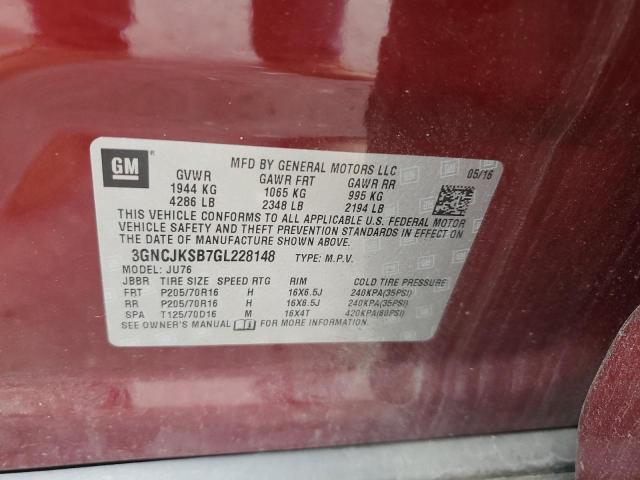 GM
MFD BY GENERAL MOTORS LLC 05/16
GVWR GAWR FRT GAWR RR
1944 KG 1065 KG 995 KG
4286 LB 2348 LB 2194 LB
THIS VEHICLE CONFORMS TO ALL APPLICABLE U.S. FEDERAL MOTOR
VEHICLE SAFETY AND THEFT PREVENTION STANDARDS IN EFFECT ON
THE DATE OF MANUFACTURE SHOWN ABOVE.
3GNCJKSB7GL228148 TYPE: M.P.V.
MODEL: JU76
JBBR TIRE SIZE SPEED RTG RIM COLD TIRE PRESSURE
FRT P205/70R16 H 16X6.5J 240KPA(35PSI)
RR P205/70R16 H 16X6.5J 240KPA(35PSI)
SPA T125/70D16 M 16X4T 420KPA(60PSI)
SEE OWNER'S MANUAL FOR MORE INFORMATION.